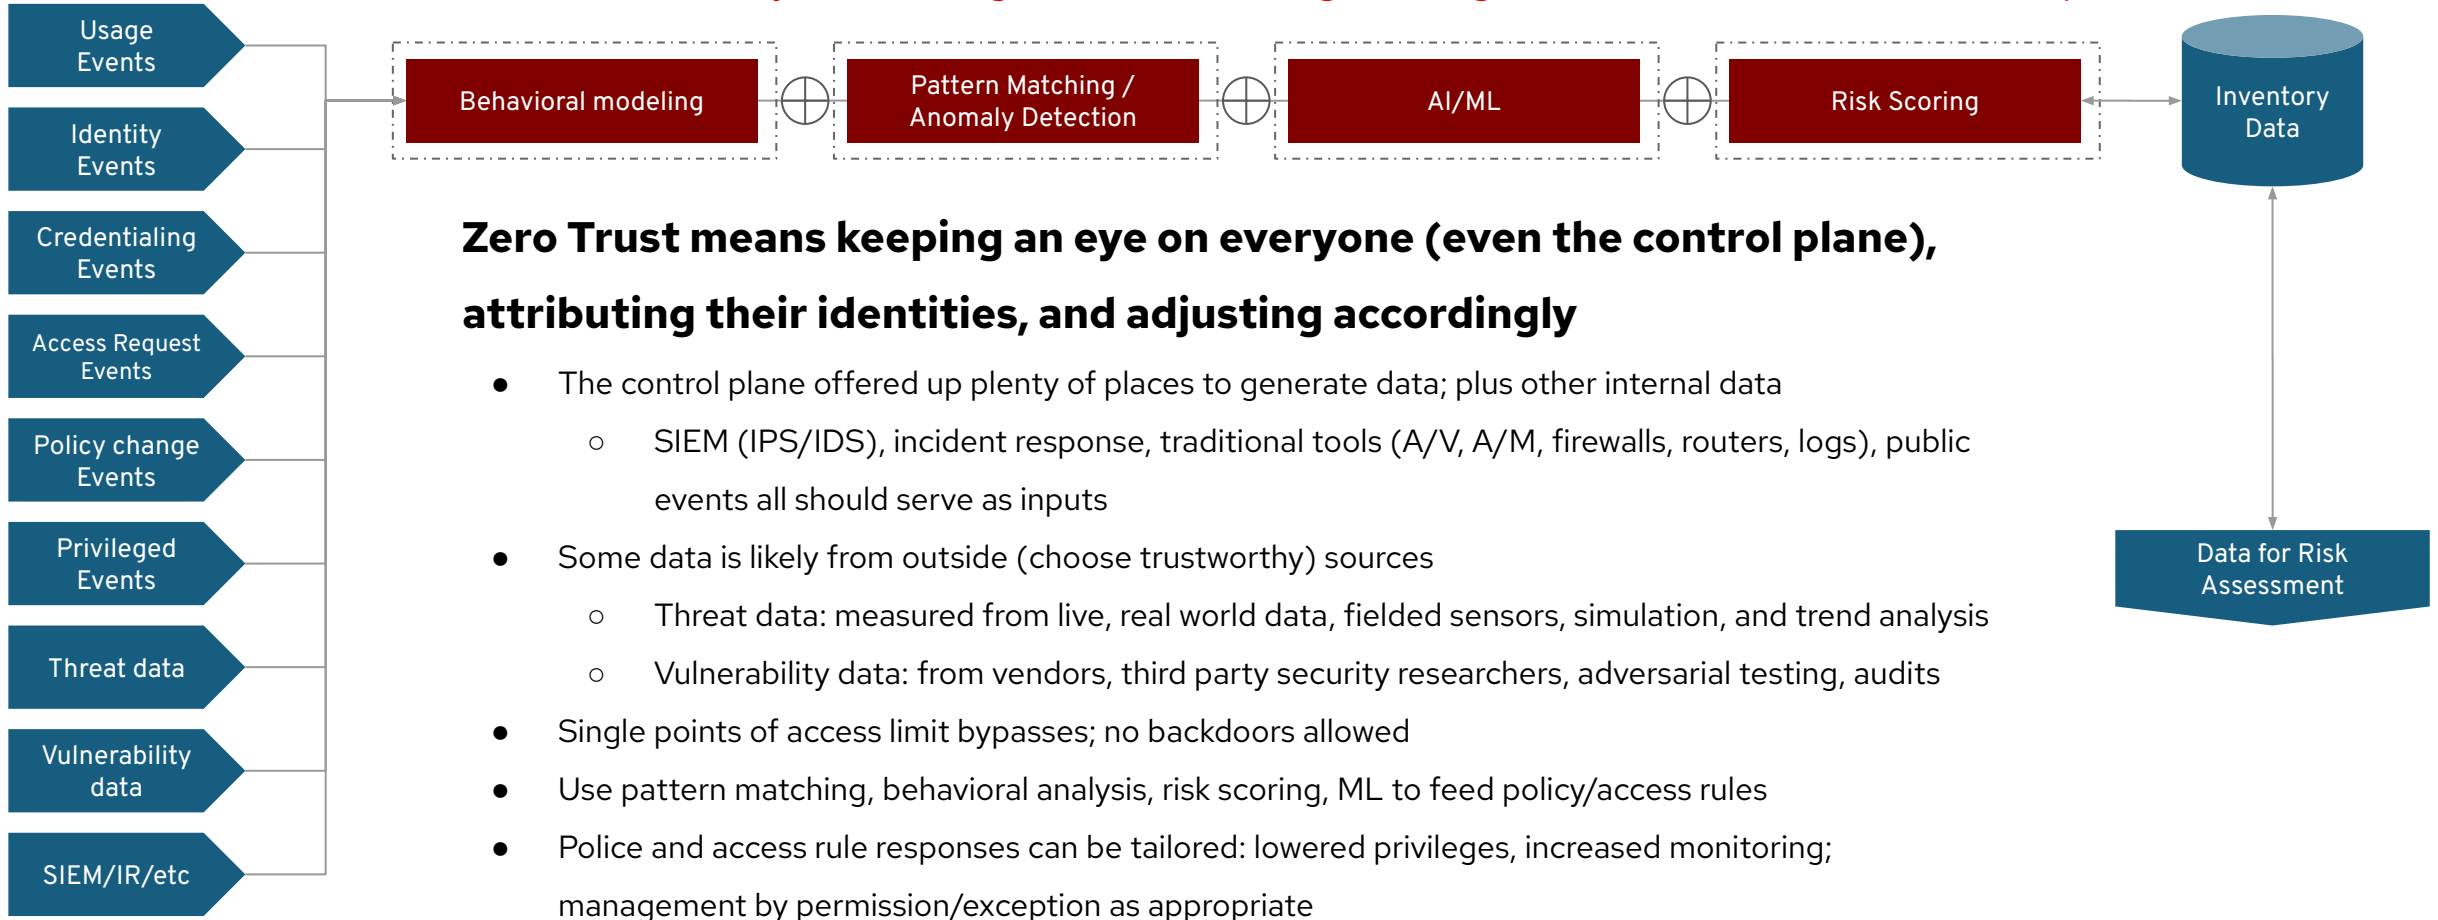 Usage
Events
Identity
Events
Credentialing
Events
Access Request
Events
Policy change
Events
Privileged
Events
Threat data
Vulnerability
data
SIEM/IR/etc
Behavioral modeling
Pattern Matching /
Anomaly Detection
AI/ML
Risk Scoring
Inventory
Data
Data for Risk
Assessment
Zero Trust means keeping an eye on everyone (even the control plane),
attributing their identities, and adjusting accordingly
● The control plane offered up plenty of places to generate data; plus other internal data
○ SIEM (IPS/IDS), incident response, traditional tools (A/V, A/M, firewalls, routers, logs), public
events all should serve as inputs
● Some data is likely from outside (choose trustworthy) sources
○ Threat data: measured from live, real world data, fielded sensors, simulation, and trend analysis
○ Vulnerability data: from vendors, third party security researchers, adversarial testing, audits
● Single points of access limit bypasses; no backdoors allowed
● Use pattern matching, behavioral analysis, risk scoring, ML to feed policy/access rules
● Police and access rule responses can be tailored: lowered privileges, increased monitoring;
management by permission/exception as appropriate